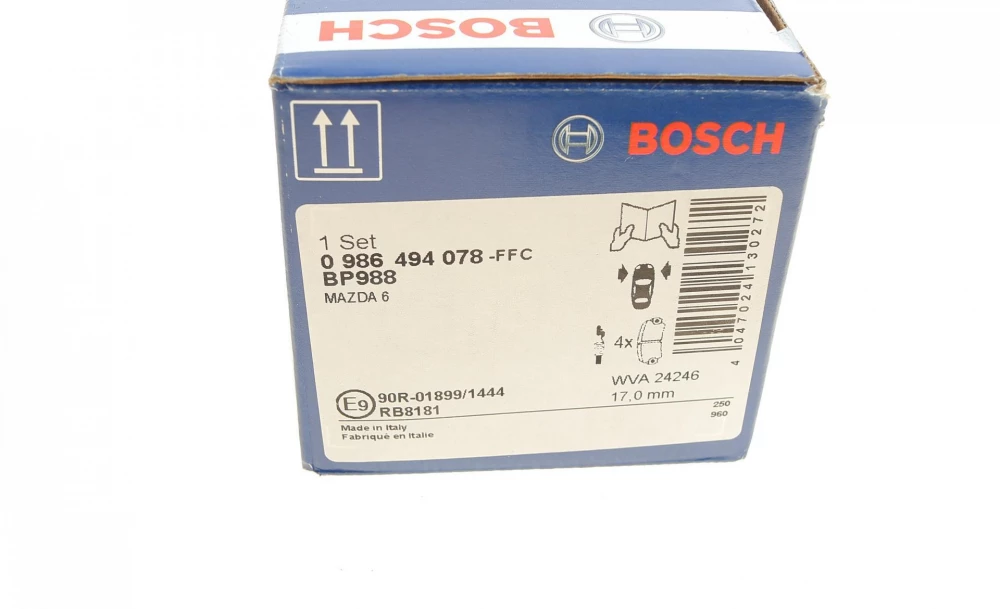 BOSCH
BOSCH
1 Set
0 986 494 078 -FFC
BP988
MAZDA 6
4x
WVA 24246
17,0 mm
4 047024 130272
E9
90R-01899/1444
RB8181
Made in Italy
Fabriqué en Italie
250
960